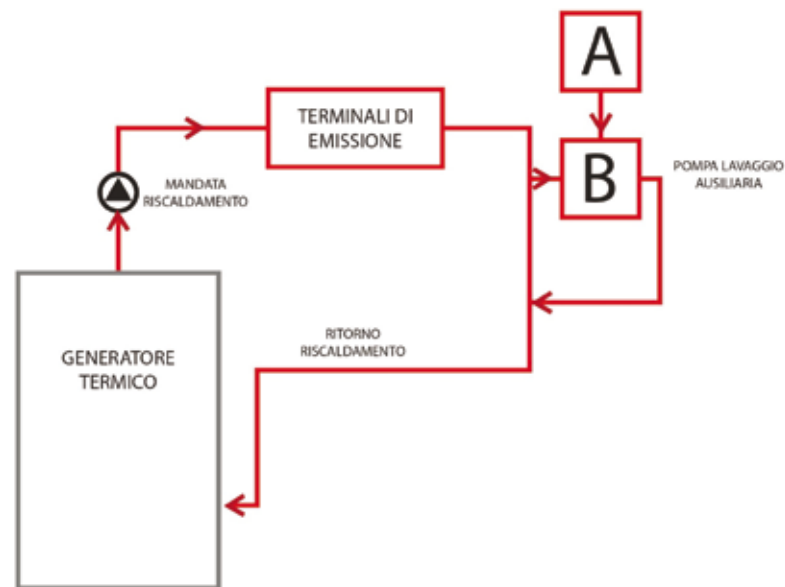 A
TERMINALI DI
EMISSIONE
B
POMPA LAVAGGIO
AUSILIARIA
MANDATA
RISCALDAMENTO
RITORNO
RISCALDAMENTO
GENERATORE
TERMICO